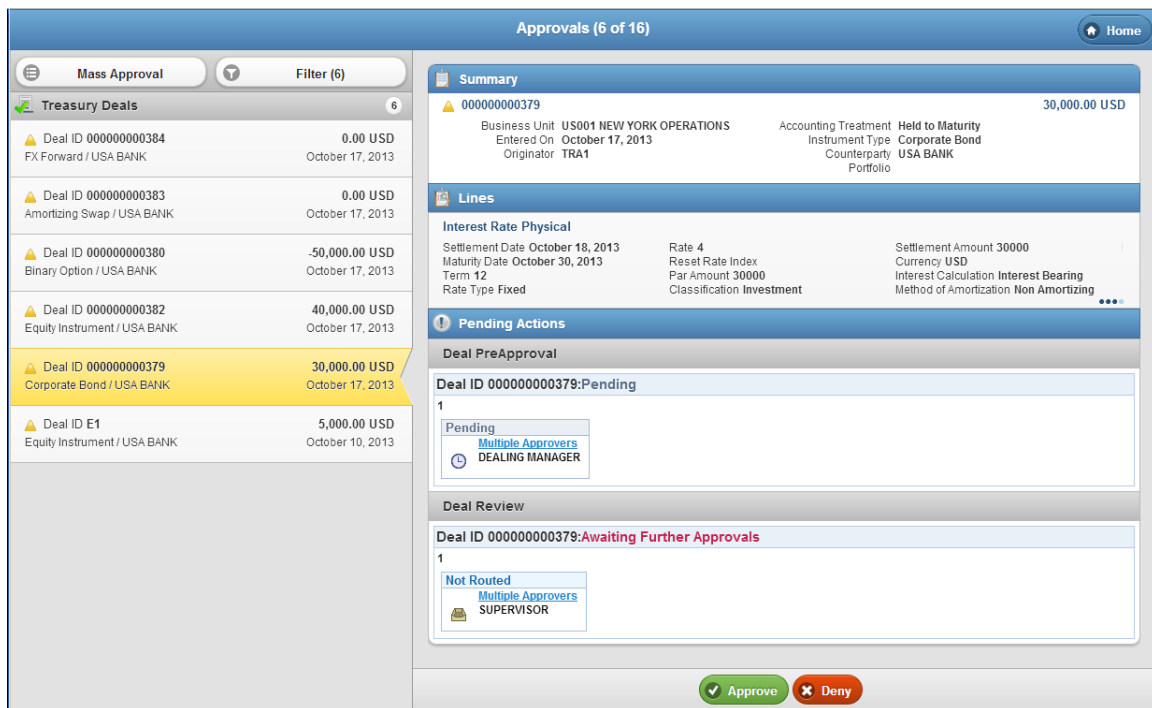 Approvals (6 of 16)
Home
Mass Approval
Filter (6)
Treasury Deals 6
Deal ID 000000000384 0.00 USD
FX Forward / USA BANK October 17, 2013
Deal ID 000000000383 0.00 USD
Amortizing Swap / USA BANK October 17, 2013
Deal ID 000000000380 -50,000.00 USD
Binary Option / USA BANK October 17, 2013
Deal ID 000000000382 40,000.00 USD
Equity Instrument / USA BANK October 17, 2013
Deal ID 000000000379 30,000.00 USD
Corporate Bond / USA BANK October 17, 2013
Deal ID E1 5,000.00 USD
Equity Instrument / USA BANK October 10, 2013
Summary
000000000379 30,000.00 USD
Business Unit US001 NEW YORK OPERATIONS Accounting Treatment Held to Maturity
Entered On October 17, 2013 Instrument Type Corporate Bond
Originator TRA1 Counterparty USA BANK
Portfolio
Lines
Interest Rate Physical
Settlement Date October 18, 2013 Rate 4 Settlement Amount 30000
Maturity Date October 30, 2013 Reset Rate Index Currency USD
Term 12 Par Amount 30000 Interest Calculation Interest Bearing
Rate Type Fixed Classification Investment Method of Amortization Non Amortizing
Pending Actions
Deal PreApproval
Deal ID 000000000379:Pending
1
Pending
Multiple Approvers
DEALING MANAGER
Deal Review
Deal ID 000000000379:Awaiting Further Approvals
1
Not Routed
Multiple Approvers
SUPERVISOR
Approve
Deny